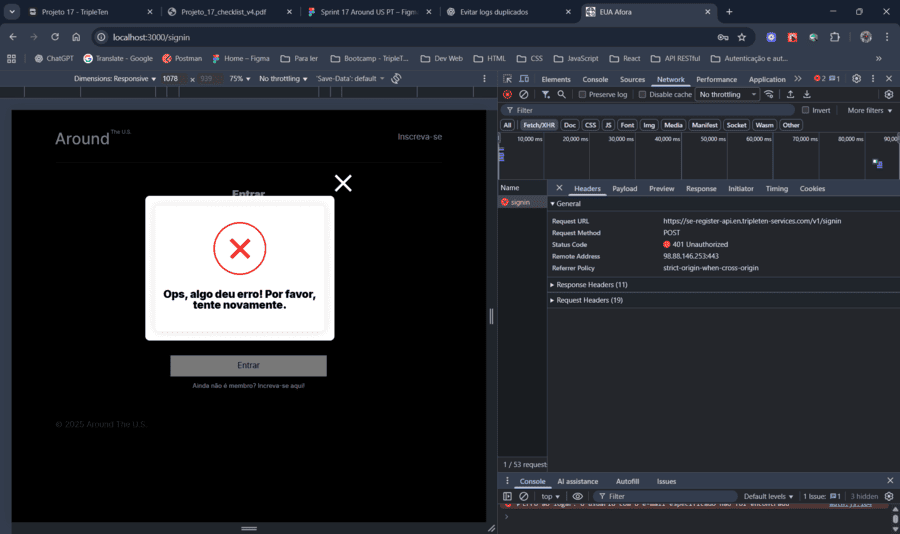 Projeto 17 - TripleTen
Projeto_17_checklist_v4.pdf
Sprint 17 Around US PT – Figm
Evitar logs duplicados
EUA Afora
localhost:3000/signin
ChatGPT
Translate - Google
Postman
Home – Figma
Para ler
Bootcamp - TripleT...
Dev Web
HTML
CSS
JavaScript
React
API RESTful
Autenticação e aut...
Dimensions: Responsive
1078
×
939
75%
No throttling
'Save-Data': default
Elements
Console
Sources
Network
Performance
Application
2
1
Preserve log
Disable cache
No throttling
Filter
Invert
More filters
All
Fetch/XHR
Doc
CSS
JS
Font
Img
Media
Manifest
Socket
Wasm
Other
10,000 ms
20,000 ms
30,000 ms
40,000 ms
50,000 ms
60,000 ms
70,000 ms
80,000 ms
90,00
Around The U.S.
Inscreva-se
Entrar
Ops, algo deu erro! Por favor,
tente novamente.
Entrar
Ainda não é membro? Increva-se aqui!
© 2025 Around The U.S.
Name
signin
Headers
Payload
Preview
Response
Initiator
Timing
Cookies
General
Request URL
https://se-register-api.en.tripleten-services.com/v1/signin
Request Method
POST
Status Code
401 Unauthorized
Remote Address
98.88.146.253:443
Referrer Policy
strict-origin-when-cross-origin
Response Headers (11)
Request Headers (19)
1 / 53 request
Console
AI assistance
Autofill
Issues
top
Filter
Default levels
1 Issue:
1
3 hidden